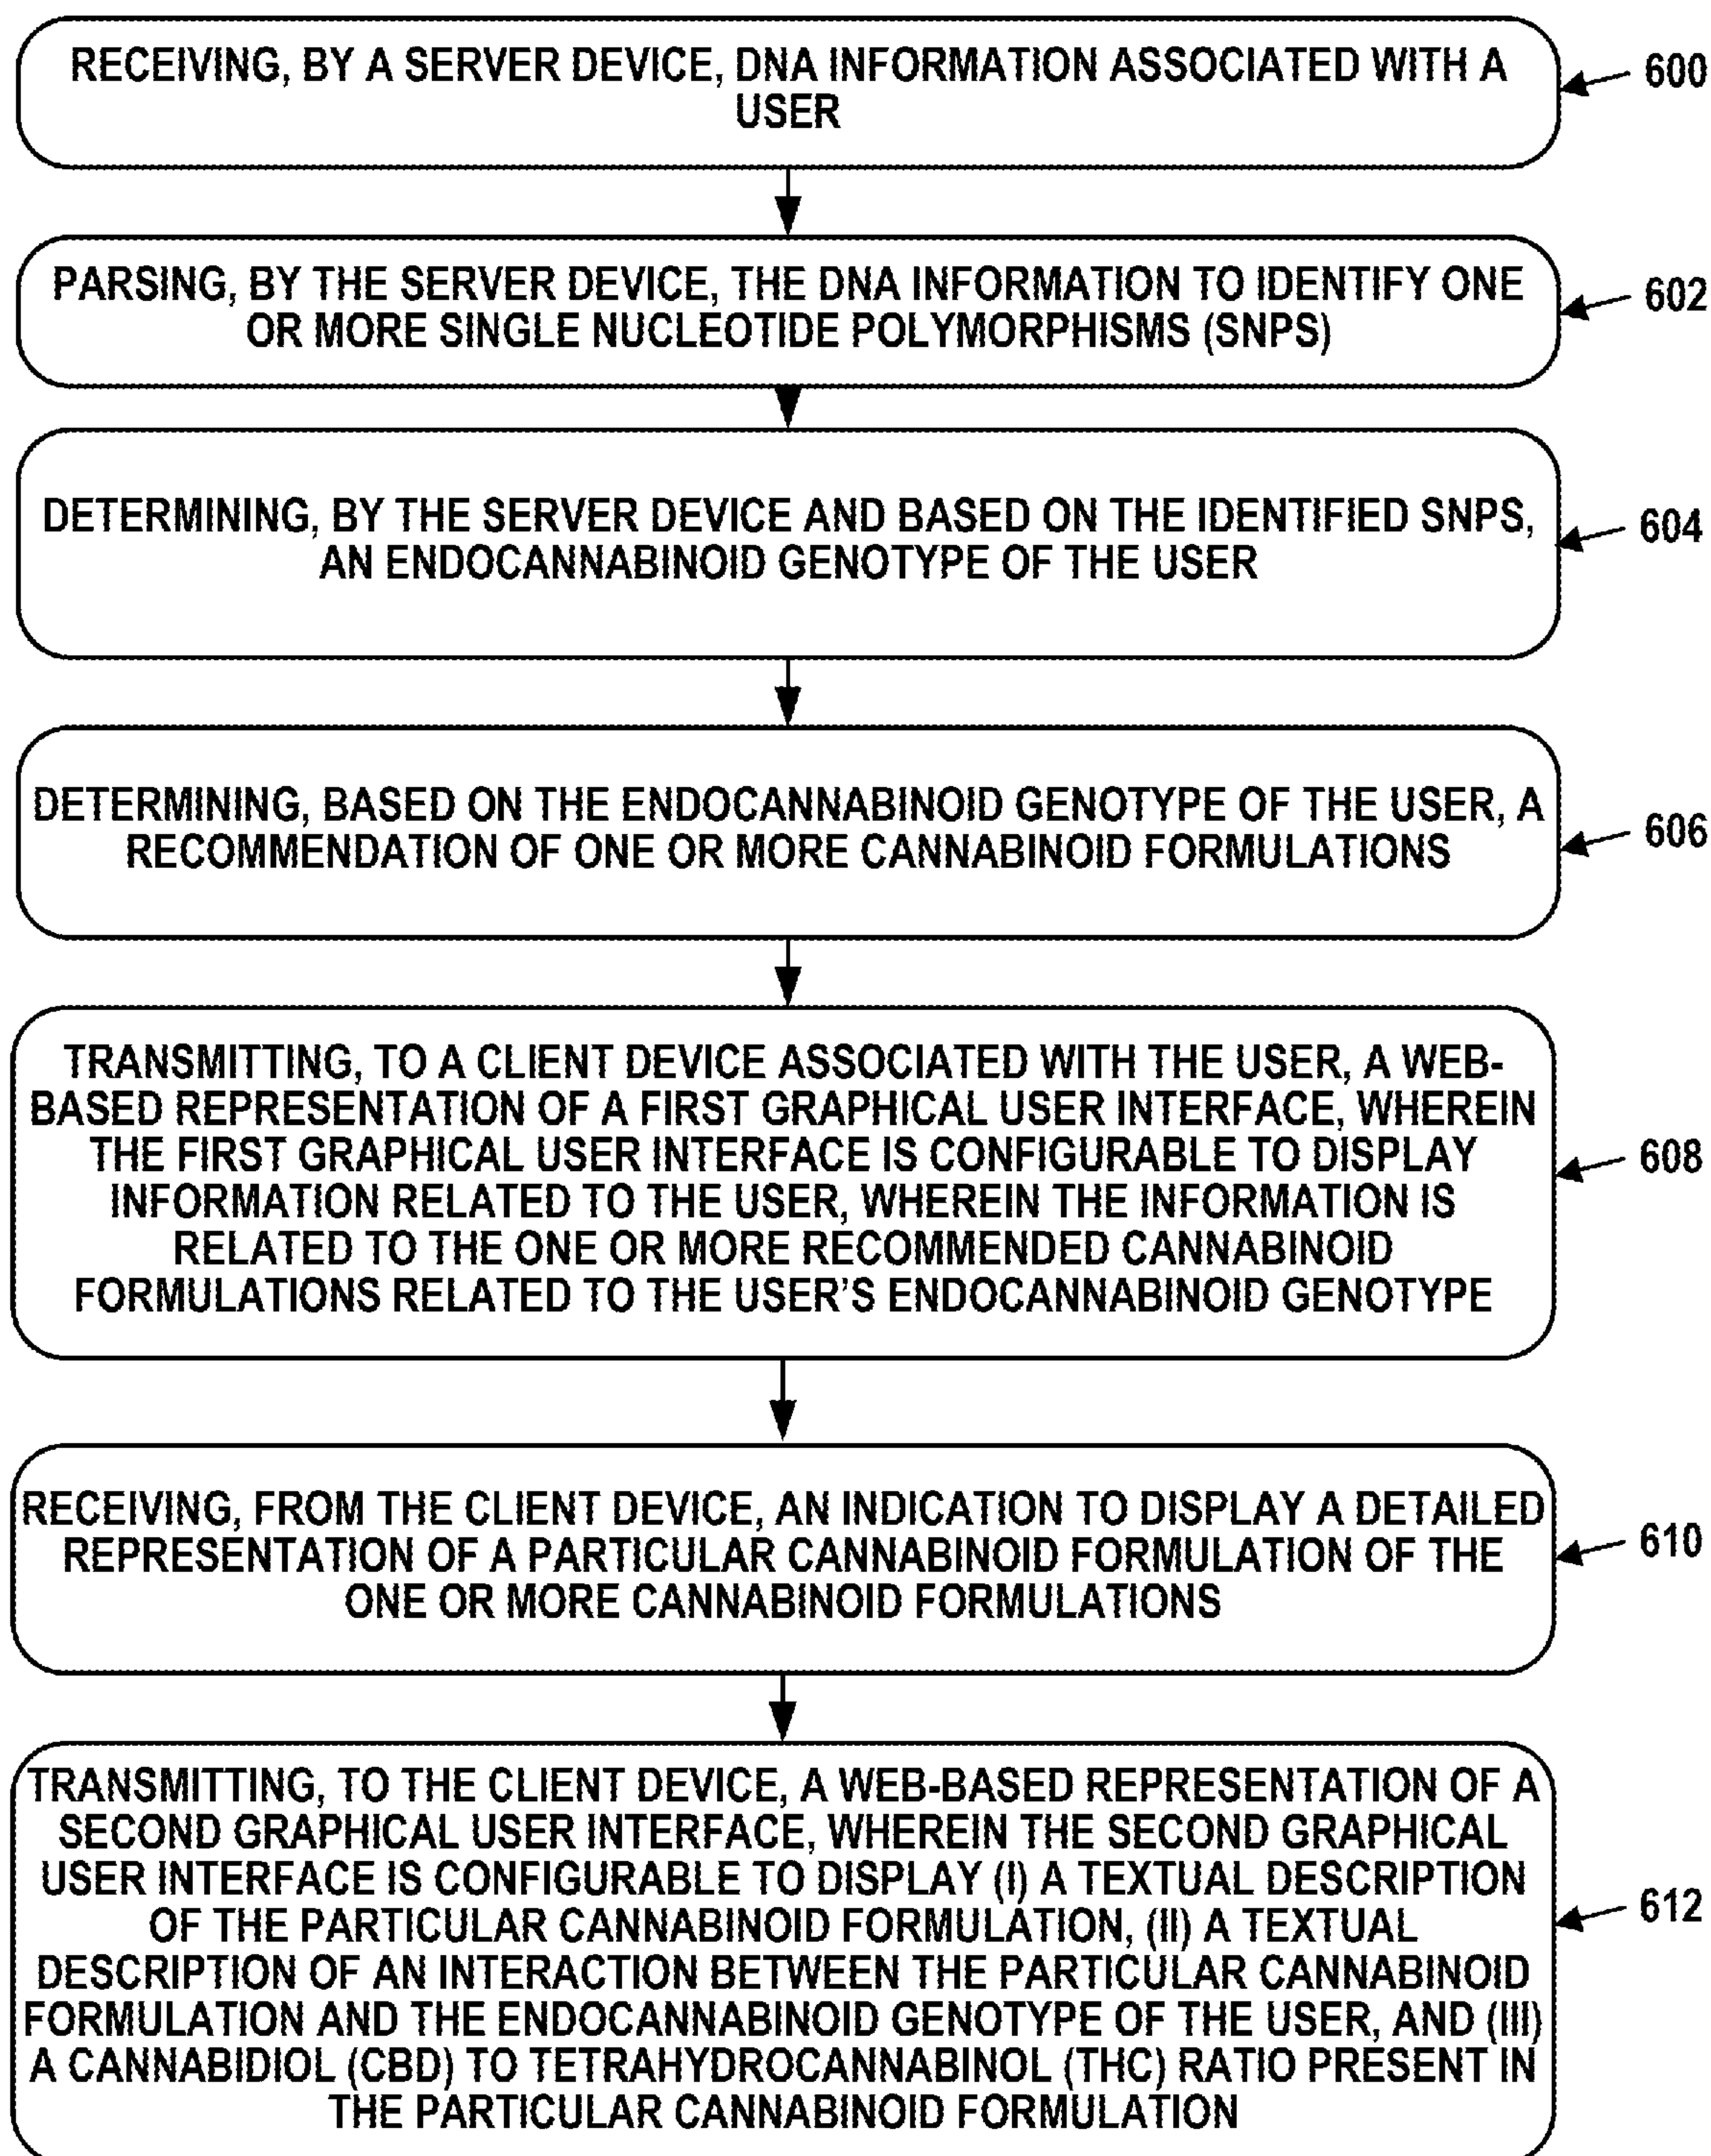 RECEIVING, BY A SERVER DEVICE, DNA INFORMATION ASSOCIATED WITH A
USER
600
PARSING, BY THE SERVER DEVICE, THE DNA INFORMATION TO IDENTIFY ONE
OR MORE SINGLE NUCLEOTIDE POLYMORPHISMS (SNPS)
602
DETERMINING, BY THE SERVER DEVICE AND BASED ON THE IDENTIFIED SNPS,
AN ENDOCANNABINOID GENOTYPE OF THE USER
604
DETERMINING, BASED ON THE ENDOCANNABINOID GENOTYPE OF THE USER, A
RECOMMENDATION OF ONE OR MORE CANNABINOID FORMULATIONS
606
TRANSMITTING, TO A CLIENT DEVICE ASSOCIATED WITH THE USER, A WEB-
BASED REPRESENTATION OF A FIRST GRAPHICAL USER INTERFACE, WHEREIN
THE FIRST GRAPHICAL USER INTERFACE IS CONFIGURABLE TO DISPLAY
INFORMATION RELATED TO THE USER, WHEREIN THE INFORMATION IS
RELATED TO THE ONE OR MORE RECOMMENDED CANNABINOID
FORMULATIONS RELATED TO THE USER'S ENDOCANNABINOID GENOTYPE
608
RECEIVING, FROM THE CLIENT DEVICE, AN INDICATION TO DISPLAY A DETAILED
REPRESENTATION OF A PARTICULAR CANNABINOID FORMULATION OF THE
ONE OR MORE CANNABINOID FORMULATIONS
610
TRANSMITTING, TO THE CLIENT DEVICE, A WEB-BASED REPRESENTATION OF A
SECOND GRAPHICAL USER INTERFACE, WHEREIN THE SECOND GRAPHICAL
USER INTERFACE IS CONFIGURABLE TO DISPLAY (I) A TEXTUAL DESCRIPTION
OF THE PARTICULAR CANNABINOID FORMULATION, (II) A TEXTUAL
DESCRIPTION OF AN INTERACTION BETWEEN THE PARTICULAR CANNABINOID
FORMULATION AND THE ENDOCANNABINOID GENOTYPE OF THE USER, AND (III)
A CANNABIDIOL (CBD) TO TETRAHYDROCANNABINOL (THC) RATIO PRESENT IN
THE PARTICULAR CANNABINOID FORMULATION
612